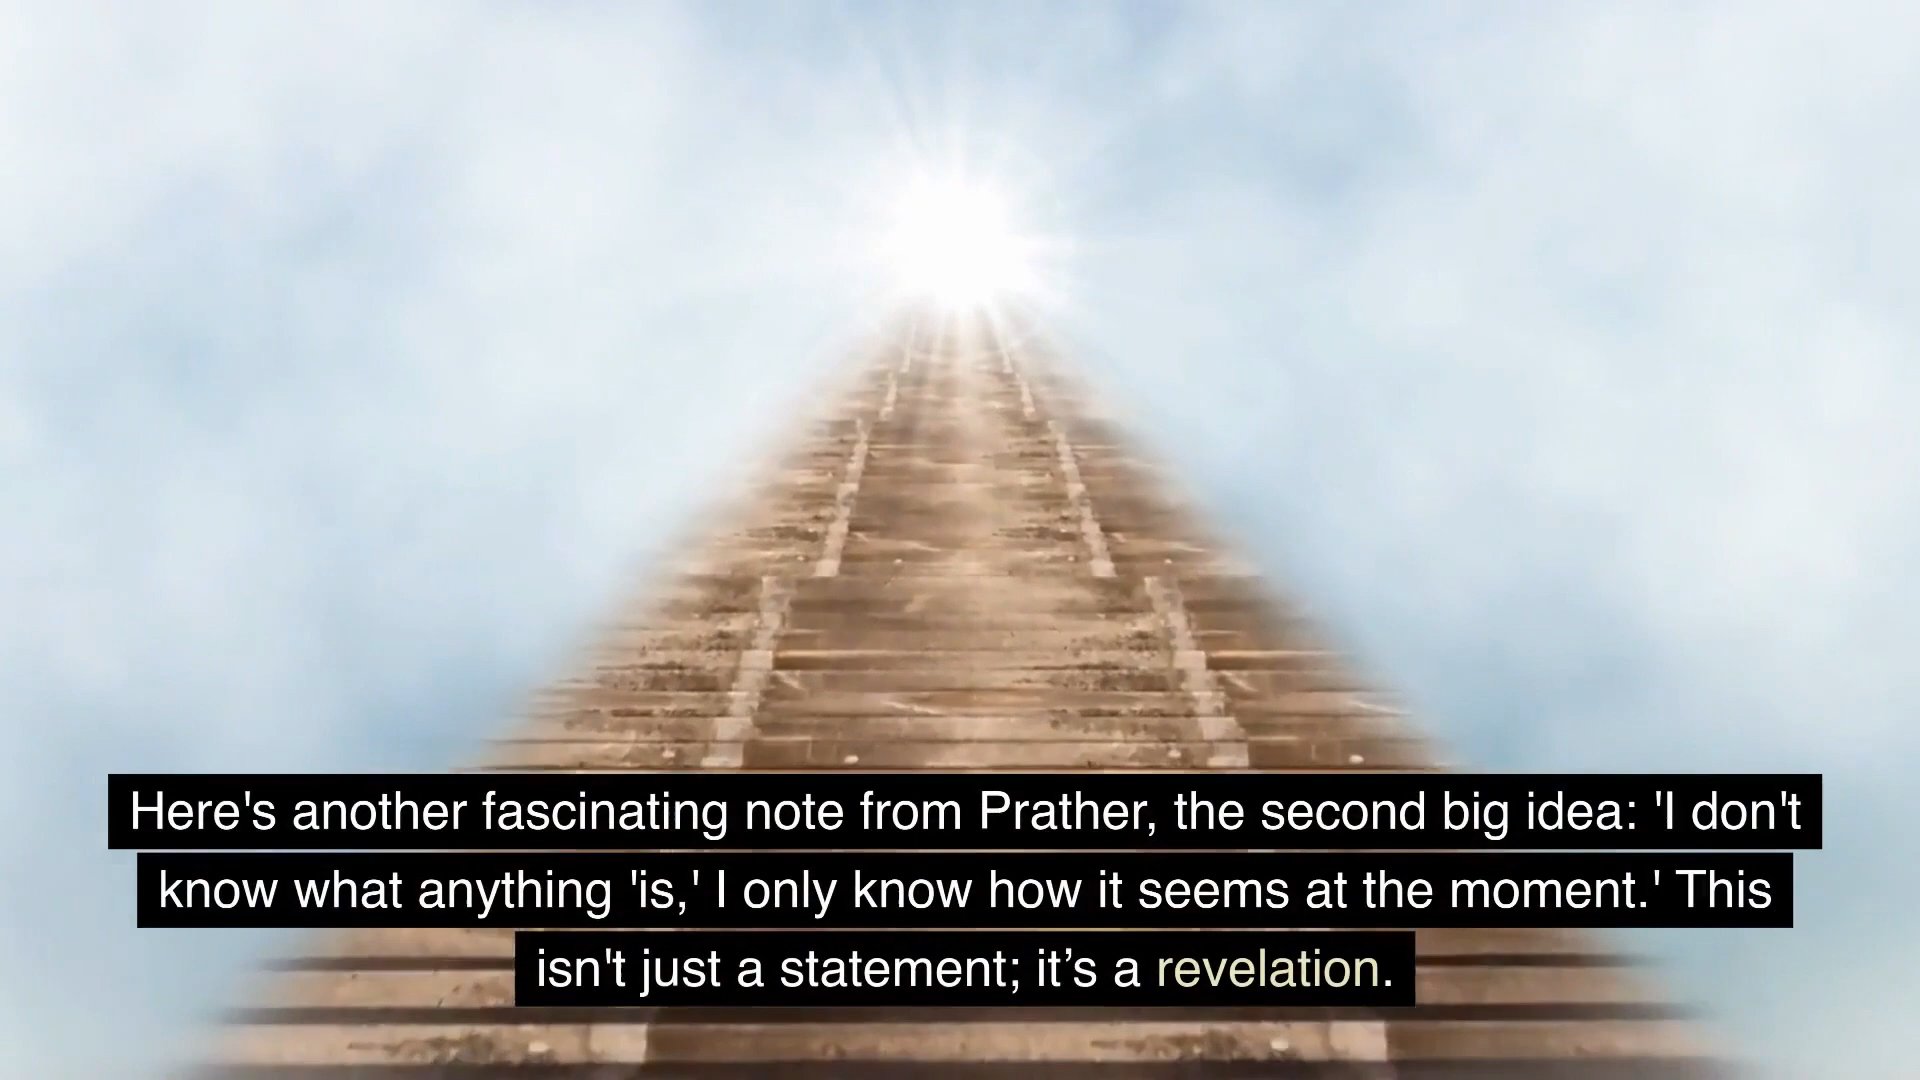 Here's another fascinating note from Prather, the second big idea: 'I don't
know what anything 'is,' I only know how it seems at the moment.' This
isn't just a statement; it’s a revelation.